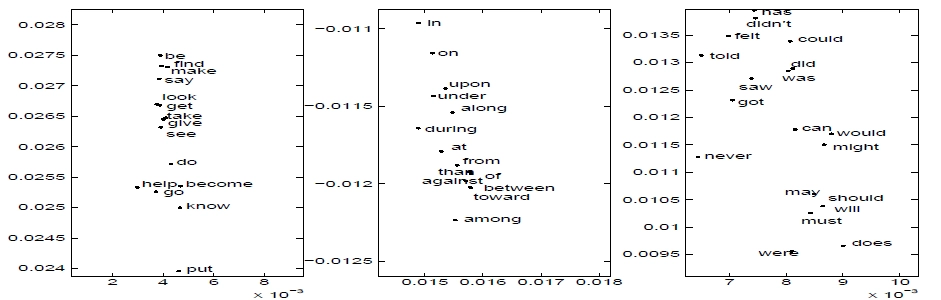 0.028
0.0275
0.027
0.0265
0.026
0.0255
0.025
0.0245
0.024
be
find
make
say
look
get
take
give
see
do
help become
go
know
put
2 4 6 8
x 10⁻³
−0.011
−0.0115
−0.012
−0.0125
in
on
upon
under
along
during
at
from
than
of
against
between
toward
among
0.015 0.016 0.017 0.018
0.0135
0.013
0.0125
0.012
0.0115
0.011
0.0105
0.01
0.0095
has
didn't
felt
could
told
did
was
saw
got
can
would
might
never
may
should
will
must
does
were
7 8 9 10
x 10⁻³